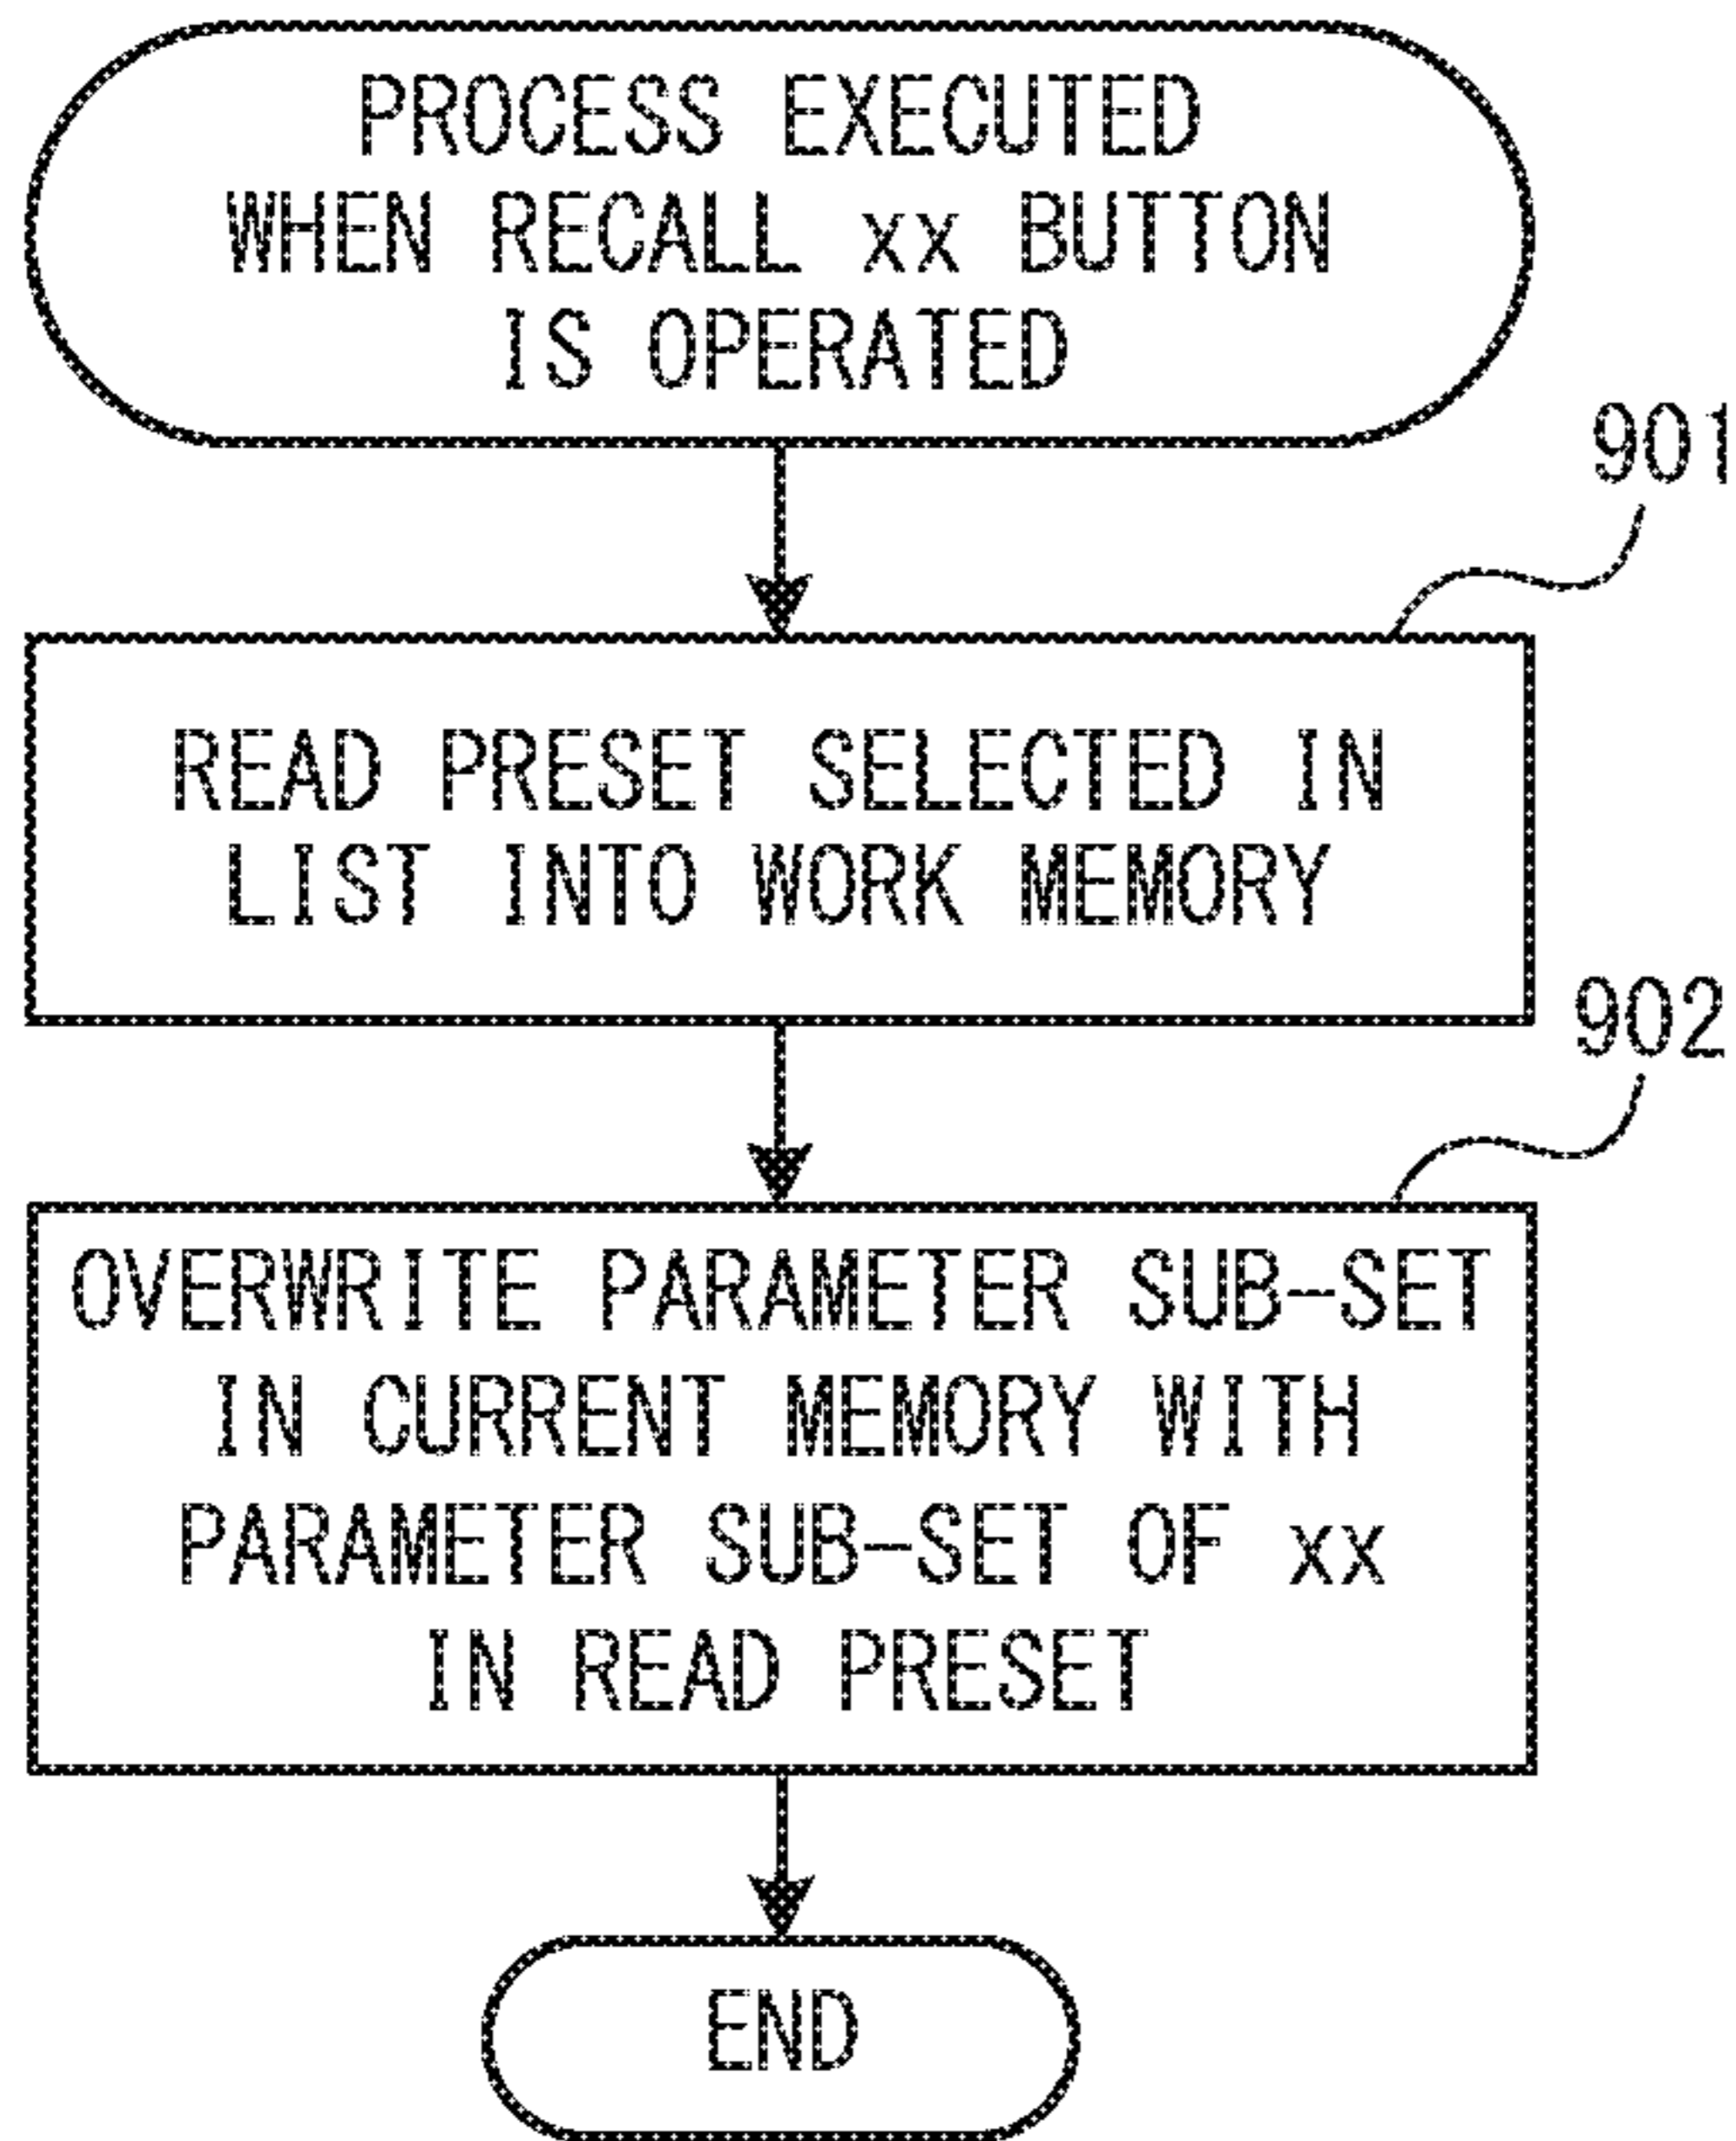 PROCESS EXECUTED
WHEN RECALL xx BUTTON
IS OPERATED
901
READ PRESET SELECTED IN
LIST INTO WORK MEMORY
902
OVERWRITE PARAMETER SUB-SET
IN CURRENT MEMORY WITH
PARAMETER SUB-SET OF xx
IN READ PRESET
END